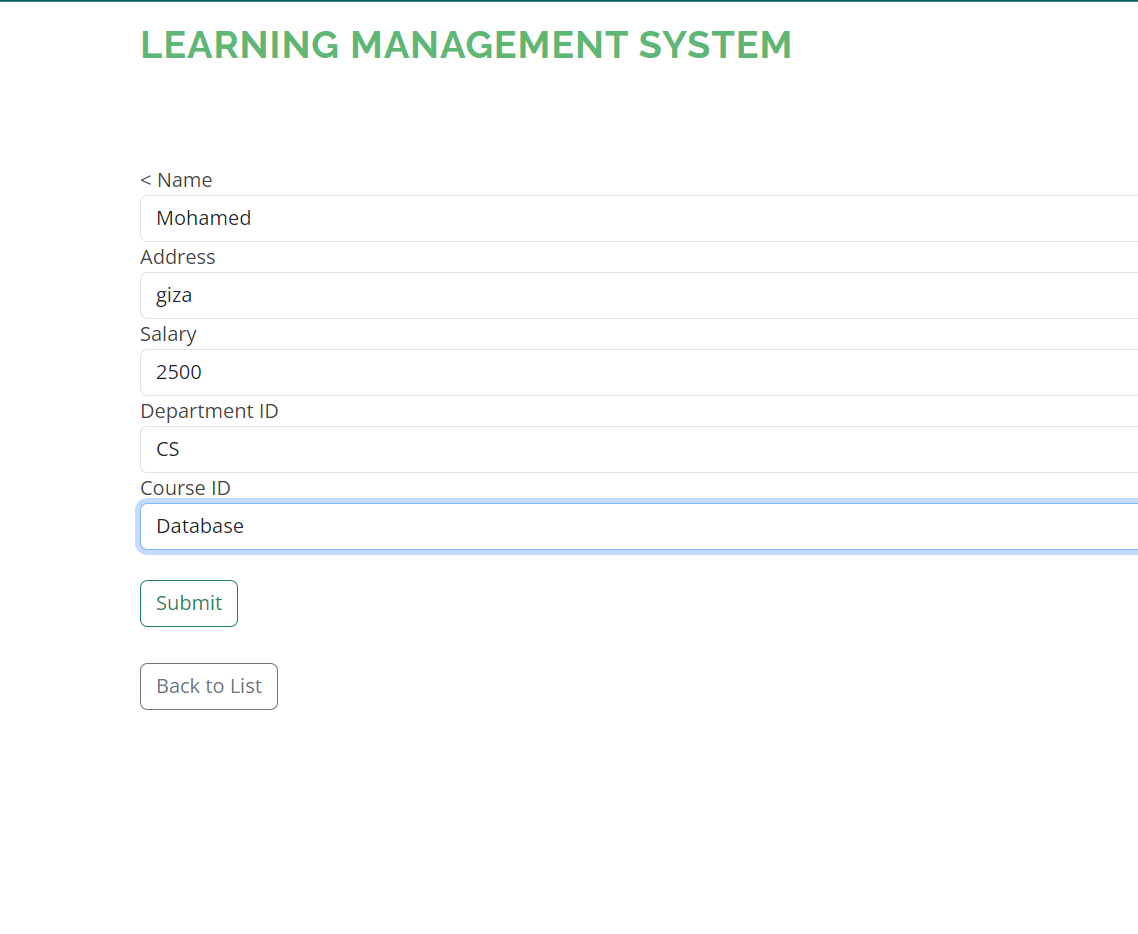 LEARNING MANAGEMENT SYSTEM
< Name
Mohamed
Address
giza
Salary
2500
Department ID
CS
Course ID
Database
Submit
Back to List